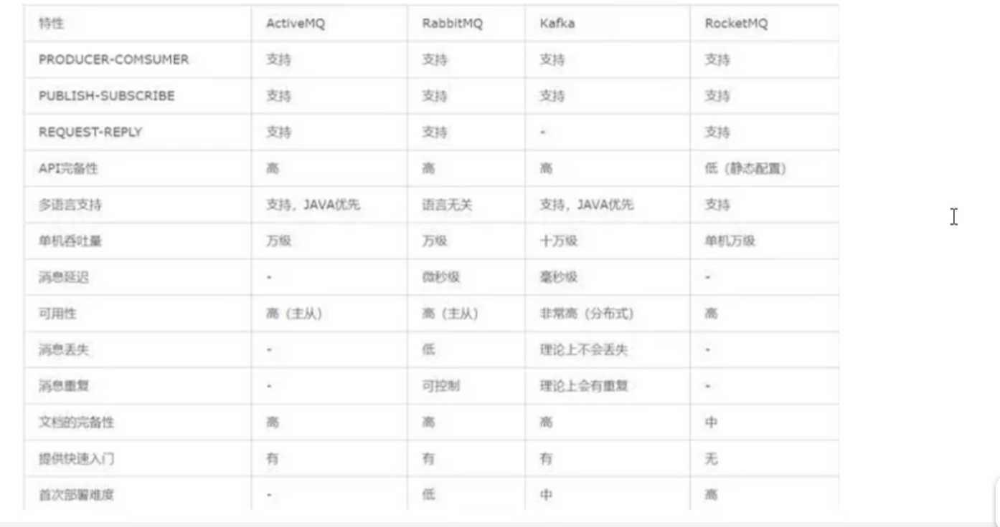 特性 ActiveMQ RabbitMQ Kafka RocketMQ
PRODUCER-COMSUMER 支持 支持 支持 支持
PUBLISH-SUBSCRIBE 支持 支持 支持 支持
REQUEST-REPLY 支持 支持 - 支持
API完备性 高 高 高 低（静态配置）
多语言支持 支持，JAVA优先 语言无关 支持，JAVA优先 支持
单机吞吐量 万级 万级 十万级 单机万级
消息延迟 - 微秒级 毫秒级 -
可用性 高（主从） 高（主从） 非常高（分布式） 高
消息丢失 - 低 理论上不会丢失 -
消息重复 - 可控制 理论上会有重复 -
文档的完备性 高 高 高 中
提供快速入门 有 有 有 无
首次部署难度 - 低 中 高